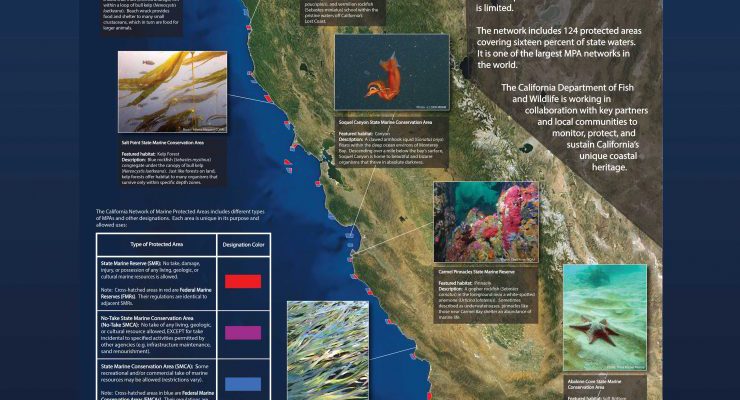 within a loop of bull kelp (Nereocystis
luetkeana). Beach wrack provides
food and shelter to many small
crustaceans, which in turn are food for
larger animals.
paucispinis), and vermilion rockfish
(Sebastes miniatus) school within the
pristine waters off California's
Lost Coast.
is limited.
The network includes 124 protected areas
covering sixteen percent of state waters.
It is one of the largest MPA networks in
the world.
The California Department of Fish
and Wildlife is working in
collaboration with key partners
and local communities to
monitor, protect, and
sustain California's
unique coastal
heritage.
Salt Point State Marine Conservation Area
Featured habitat: Kelp Forest
Description: Blue rockfish (Sebastes mystinus)
congregate under the canopy of bull kelp
(Nereocystis luetkeana). Just like forests on land,
kelp forests offer habitat to many organisms that
survive only within specific depth zones.
Soquel Canyon State Marine Conservation Area
Featured habitat: Canyon
Description: A clawed armhook squid (Gonatus onyx)
floats within the deep ocean environs of Monterey
Bay. Descending over a mile below the bay's surface,
Soquel Canyon is home to beautiful and bizarre
organisms that thrive in absolute darkness.
Carmel Pinnacles State Marine Reserve
Featured habitat: Pinnacle
Description: A gopher rockfish (Sebastes
carnatus) in the foreground near a white-spotted
anemone (Urticina lofotensis). Sometimes
described as underwater oases, pinnacles like
those near Carmel Bay shelter an abundance of
marine life.
The California Network of Marine Protected Areas includes different types
of MPAs and other designations. Each area is unique in its purpose and
allowed uses:
Type of Protected Area
Designation Color
State Marine Reserve (SMR): No take, damage,
injury, or possession of any living, geologic, or
cultural marine resources is allowed.
Note: Cross-hatched areas in red are Federal Marine
Reserves (FMRs). Their regulations are identical to
adjacent SMRs.
No-Take State Marine Conservation Area
(No-Take SMCA): No take of any living, geologic,
or cultural resource allowed, EXCEPT for take
incidental to specified activities permitted by
other agencies (e.g. infrastructure maintenance,
sand renourishment).
State Marine Conservation Area (SMCA): Some
recreational and/or commercial take of marine
resources may be allowed (restrictions vary).
Note: Cross-hatched areas in blue are Federal Marine
Conservation Areas (FMCAs). Their regulations are
Abalone Cove State Marine
Conservation Area
Featured habitat: Soft Bottom